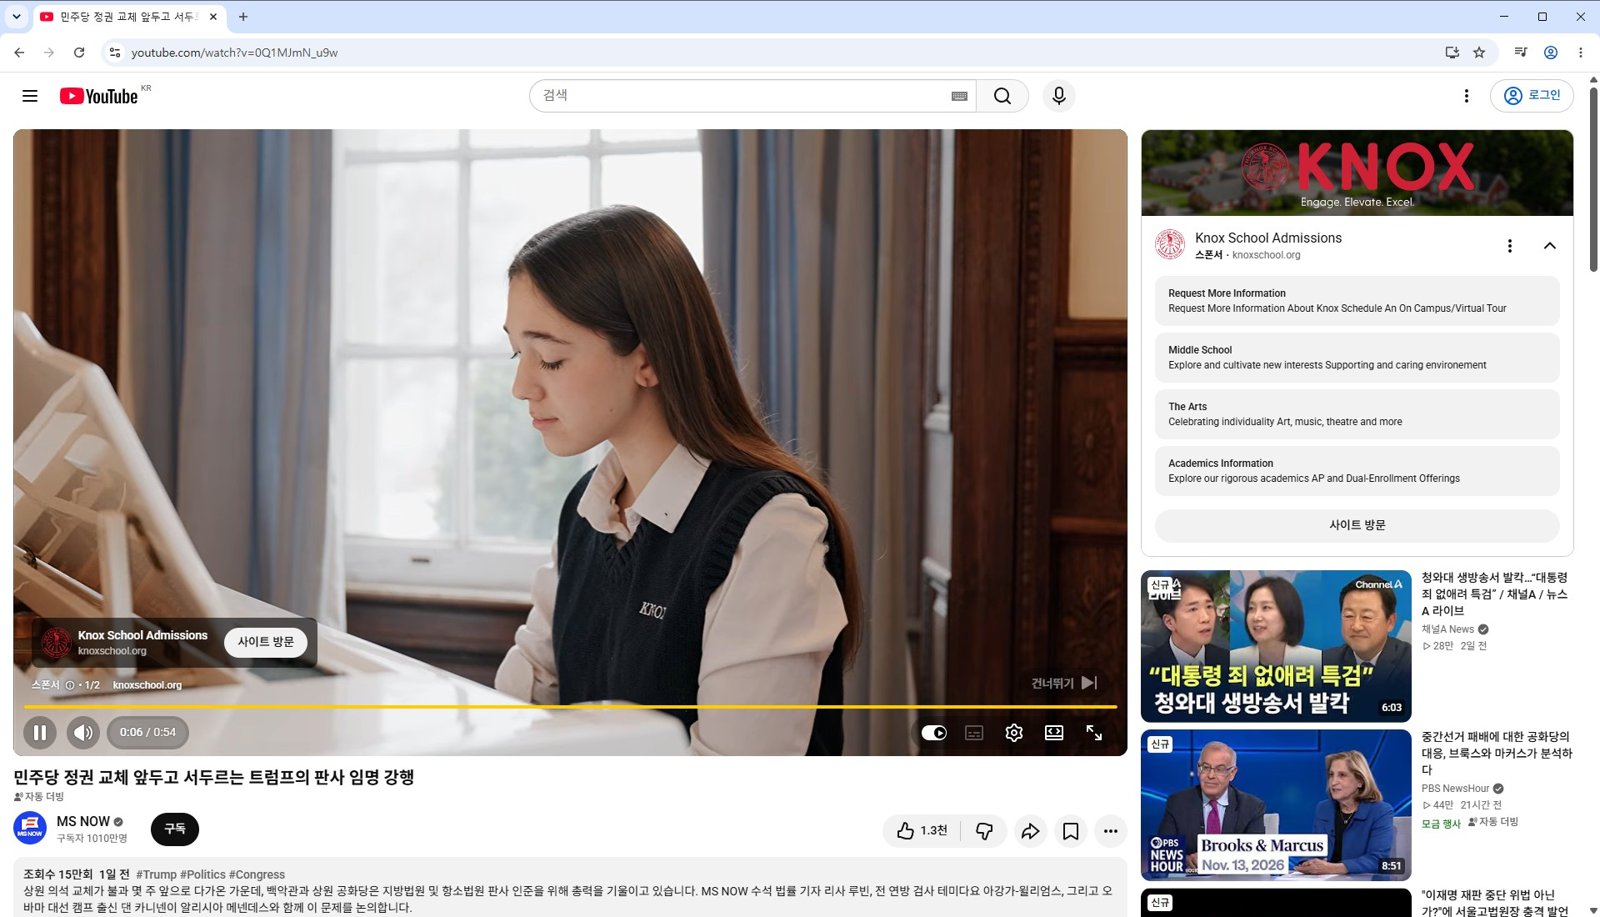 민주당 정권 교체 앞두고 서두르
youtube.com/watch?v=0Q1MJmN_u9w
YouTube KR
검색
로그인
KNOX
Engage. Elevate. Excel.
Knox School Admissions
스폰서 · knoxschool.org
Request More Information
Request More Information About Knox Schedule An On Campus/Virtual Tour
Middle School
Explore and cultivate new interests Supporting and caring environement
The Arts
Celebrating individuality Art, music, theatre and more
Academics Information
Explore our rigorous academics AP and Dual-Enrollment Offerings
사이트 방문
KNOX
Knox School Admissions
knoxschool.org
사이트 방문
스폰서 · 1/2 knoxschool.org
건너뛰기
0:06 / 0:54
민주당 정권 교체 앞두고 서두르는 트럼프의 판사 임명 강행
자동 더빙
MS NOW
MS NOW
구독자 1010만명
구독
1.3천
조회수 15만회 1일 전 #Trump #Politics #Congress
상원 의석 교체가 불과 몇 주 앞으로 다가온 가운데, 백악관과 상원 공화당은 지방법원 및 항소법원 판사 인준을 위해 총력을 기울이고 있습니다. MS NOW 수석 법률 기자 리사 루빈, 전 연방 검사 테미다요 아강가-윌리엄스, 그리고 오
바마 대선 캠프 출신 댄 카니넨이 알리시아 메넨데스와 함께 이 문제를 논의합니다.
신규
라이브
Channel A
"대통령 죄 없애려 특검"
청와대 생방송서 발칵
6:03
청와대 생방송서 발칵…"대통령
죄 없애려 특검" / 채널A / 뉴스
A 라이브
채널A News
28만 2일 전
신규
PBS
NEWS
HOUR
Brooks & Marcus
Nov. 13, 2026
8:51
중간선거 패배에 대한 공화당의
대응, 브룩스와 마커스가 분석하
다
PBS NewsHour
44만 21시간 전
모금 행사 자동 더빙
신규
"이재명 재판 중단 위법 아닌
가?"에 서울고법원장 충격 발언